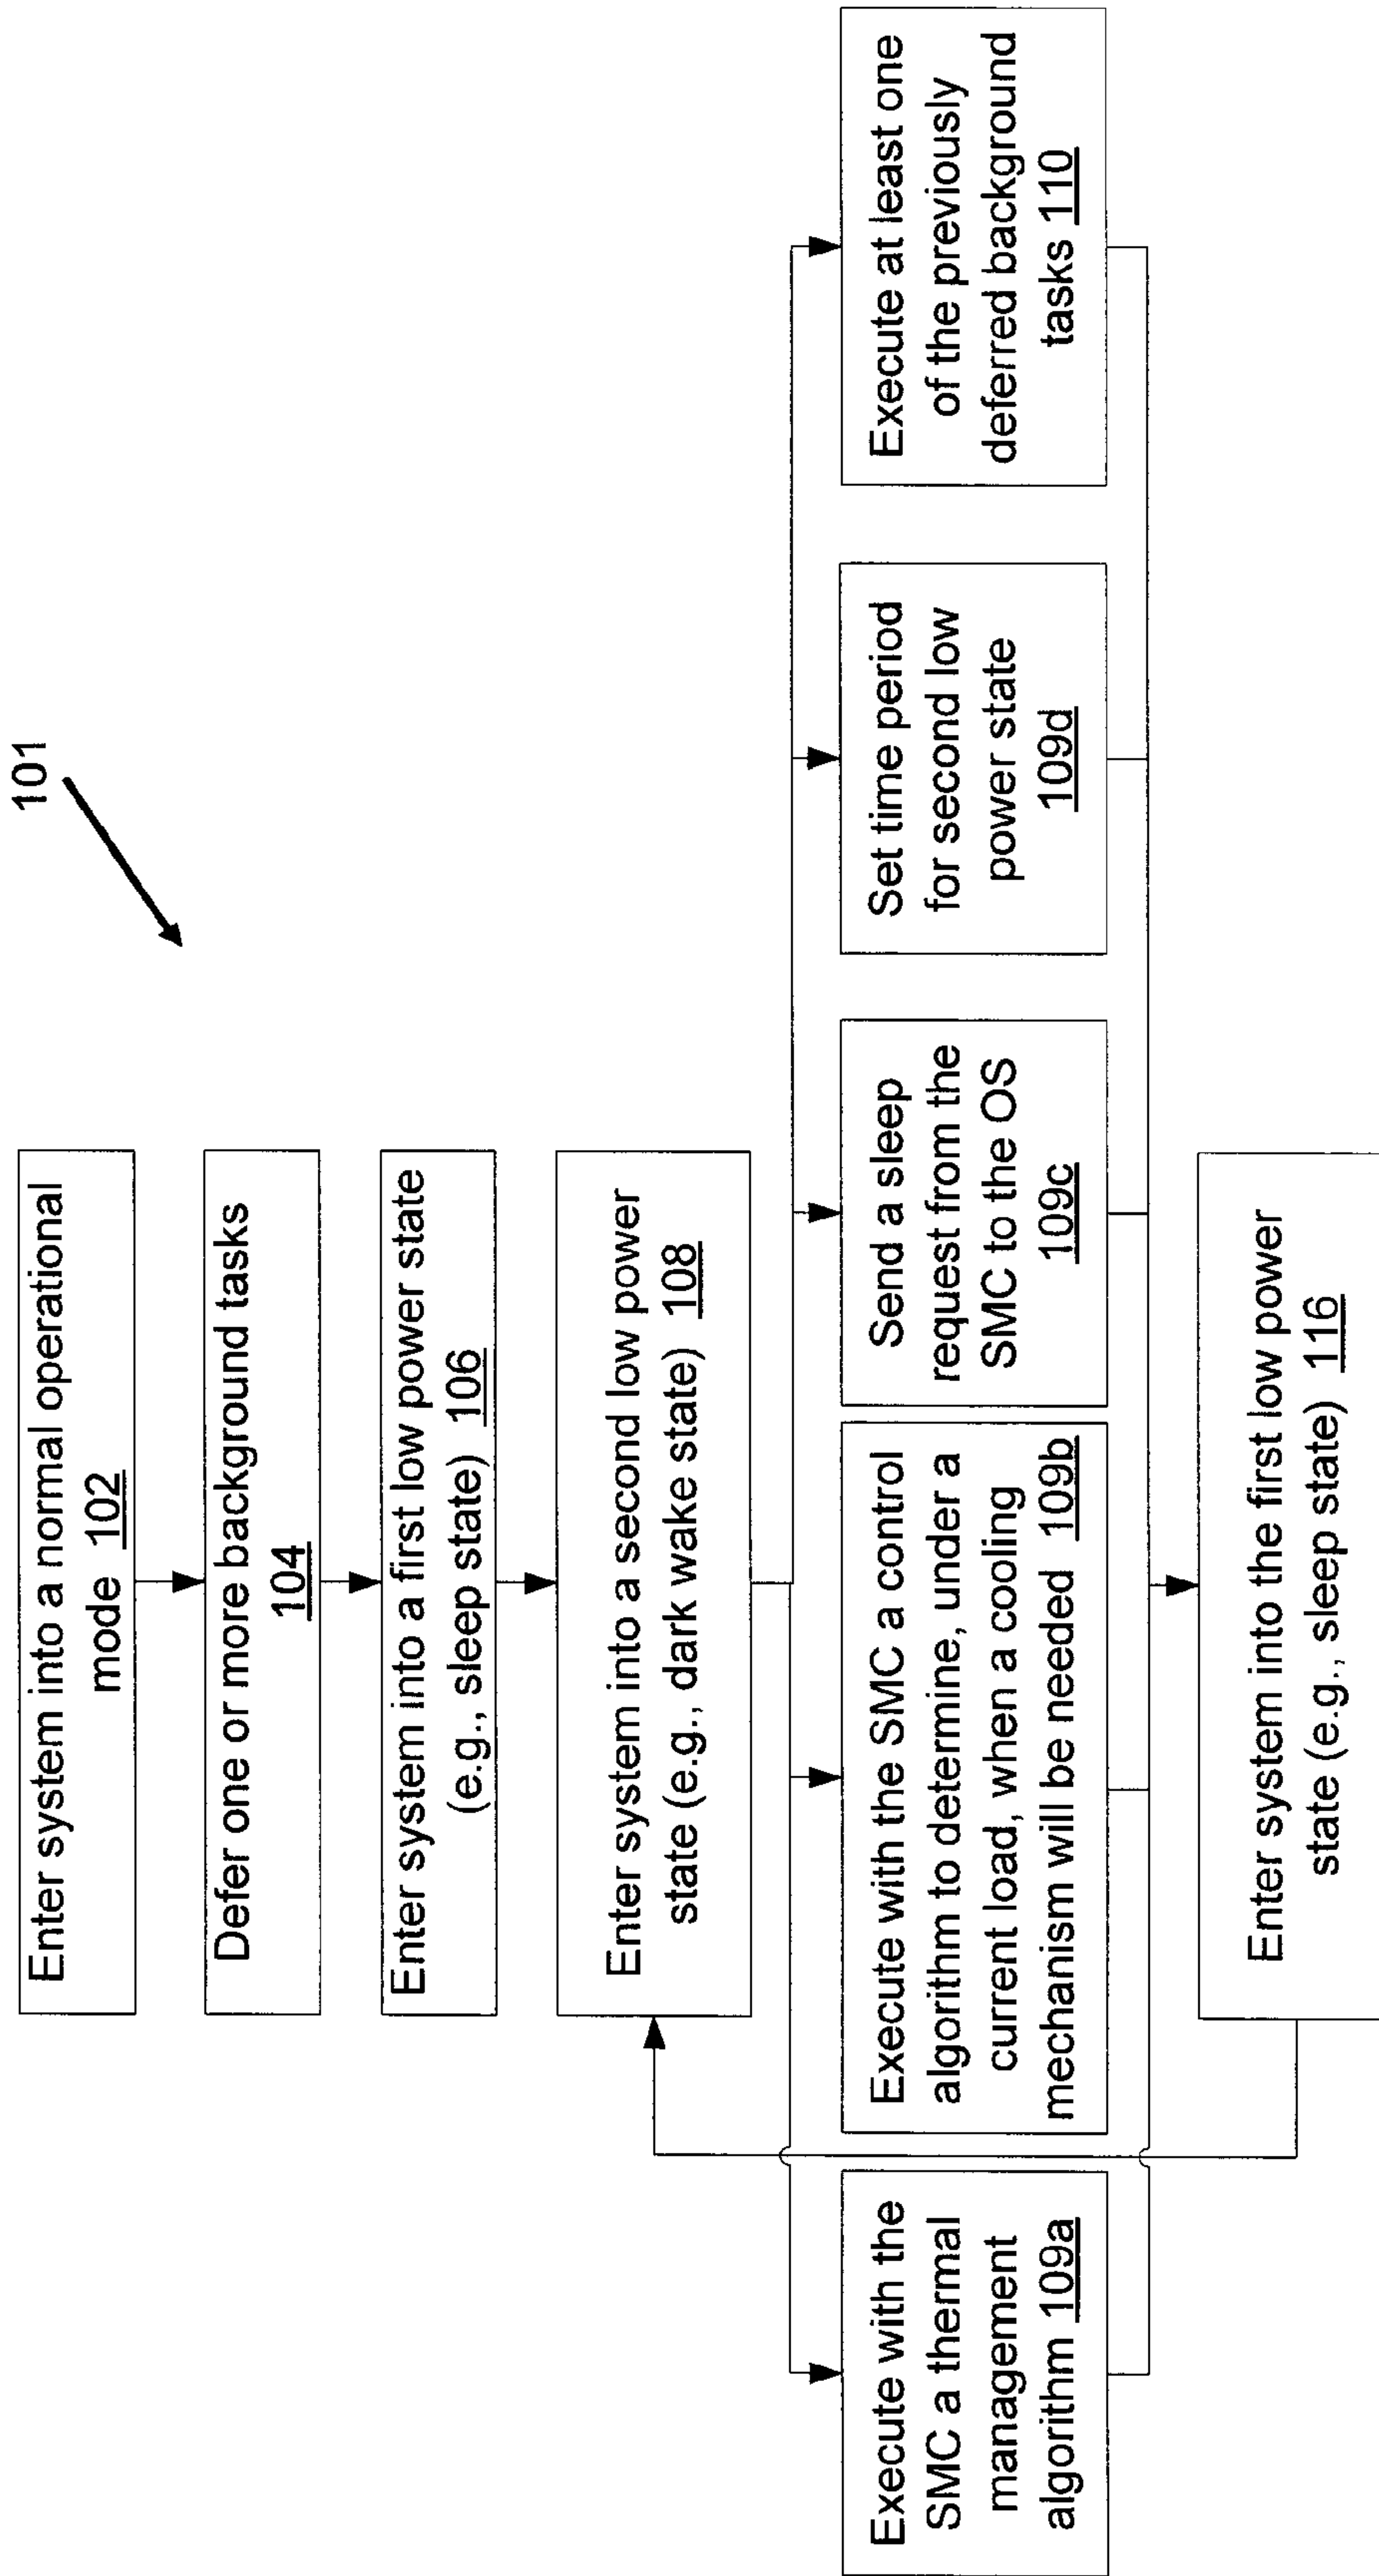 101
Enter system into a normal operational
mode 102
Defer one or more background tasks
104
Enter system into a first low power state
(e.g., sleep state) 106
Enter system into a second low power
state (e.g., dark wake state) 108
Execute with the
SMC a thermal
management
algorithm 109a
Execute with the SMC a control
algorithm to determine, under a
current load, when a cooling
mechanism will be needed 109b
Send a sleep
request from the
SMC to the OS
109c
Set time period
for second low
power state
109d
Execute at least one
of the previously
deferred background
tasks 110
Enter system into the first low power
state (e.g., sleep state) 116